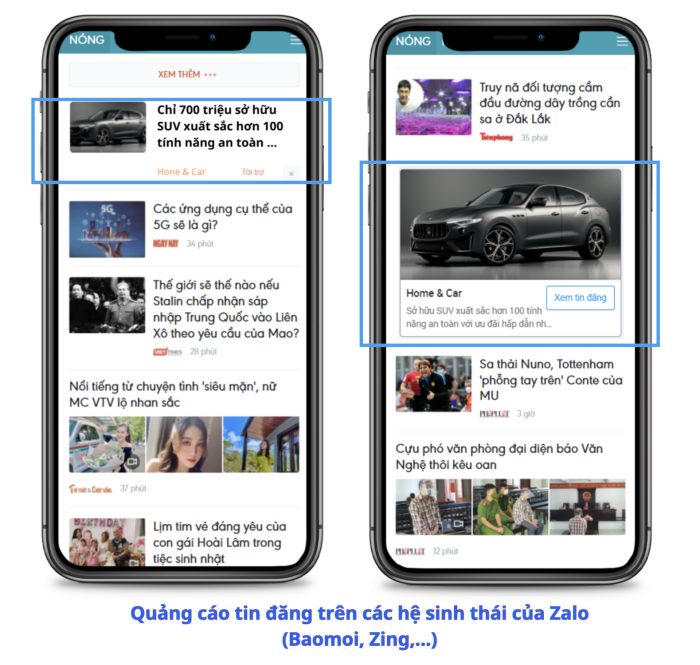 NÓNG
XEM THÊM •••
Chỉ 700 triệu sở hữu
SUV xuất sắc hơn 100
tính năng an toàn ...
Hone & Car
Tời trợ
×
5G
Các ứng dụng cụ thể của
5G sẽ là gì?
NGÀY NAY
34 phút
Thế giới sẽ thế nào nếu
Stalin chấp nhận sáp
nhập Trung Quốc vào Liên
Xô theo yêu cầu của Mao?
VIETTIMES
28 phút
Nổi tiếng từ chuyện tình 'siêu mặn', nữ
MC VTV lộ nhan sắc
37 phút
BIRTHDAY
Lịm tim vẻ đáng yêu của
con gái Hoài Lâm trong
tiệc sinh nhật
NÓNG
Truy nã đối tượng cầm
đầu đường dây trồng cần
sa ở Đắk Lắk
Tiền phong
35 phút
Home & Car
Sở hữu SUV xuất sắc hơn 100 tính
năng an toàn với ưu đãi hấp dẫn nh...
Xem tin đăng
Sa thải Nuno, Tottenham
'phỗng tay trên' Conte của
MU
PHÁP LUẬT
3 giờ
Cựu phó văn phòng đại diện báo Văn
Nghệ thôi kêu oan
PHÁP LUẬT
12 phút
Quảng cáo tin đăng trên các hệ sinh thái của Zalo
(Baomoi, Zing,...)